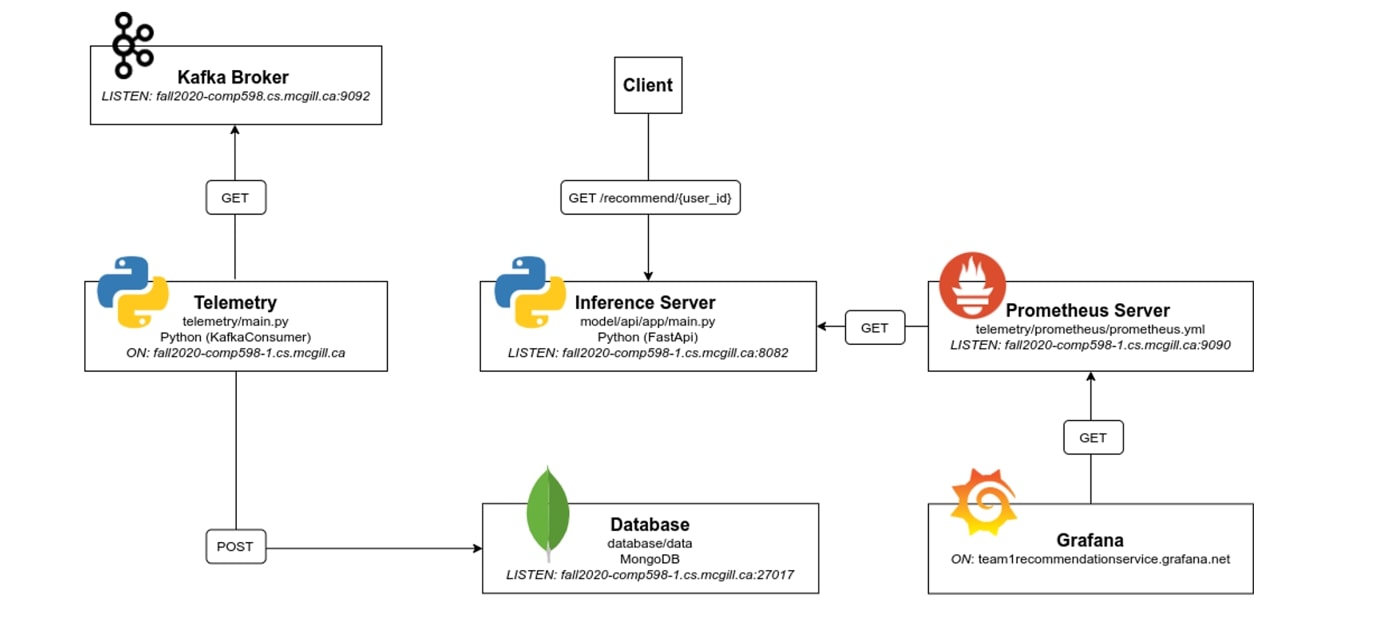 Kafka Broker
LISTEN: fall2020-comp598.cs.mcgill.ca:9092
Client
GET
GET /recommend/{user_id}
Telemetry
telemetry/main.py
Python (KafkaConsumer)
ON: fall2020-comp598-1.cs.mcgill.ca
Inference Server
model/api/app/main.py
Python (FastApi)
LISTEN: fall2020-comp598-1.cs.mcgill.ca:8082
GET
Prometheus Server
telemetry/prometheus/prometheus.yml
LISTEN: fall2020-comp598-1.cs.mcgill.ca:9090
GET
POST
Database
database/data
MongoDB
LISTEN: fall2020-comp598-1.cs.mcgill.ca:27017
Grafana
ON: team1recommendationservice.grafana.net